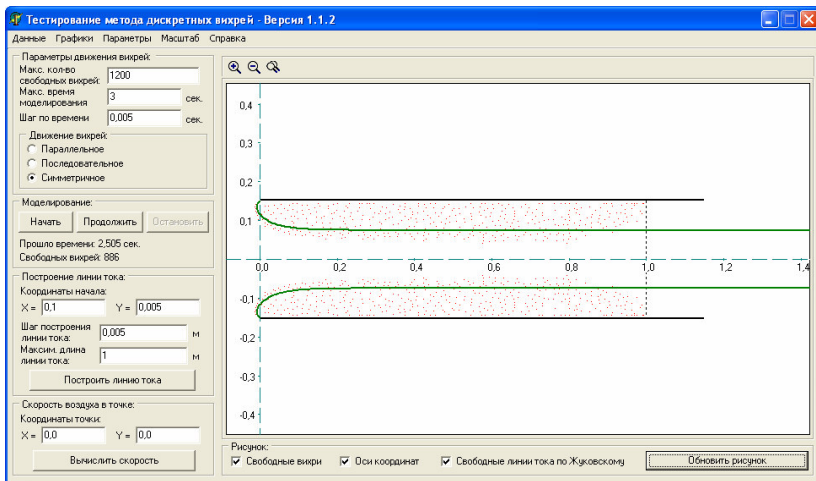 Тестирование метода дискретных вихрей - Версия 1.1.2
Данные Графики Параметры Масштаб Справка
Параметры движения вихрей:
Макс. кол-во
свободных вихрей: 1200
Макс. время
моделирования 3 сек.
Шаг по времени 0,005 сек.
Движение вихрей:
Параллельное
Последовательное
Симметричное
Моделирование:
Начать Продолжить Остановить
Прошло времени: 2,505 сек.
Свободных вихрей: 886
Построение линии тока:
Координаты начала:
X = 0,1 Y = 0,005
Шаг построения
линии тока: 0,005 м
Максим. длина
линии тока: 1 м
Построить линию тока
Скорость воздуха в точке:
Координаты точки:
X = 0,0 Y = 0,0
Вычислить скорость
0,4
0,3
0,2
0,1
0,0 0,2 0,4 0,6 0,8 1,0 1,2 1,4
-0,1
-0,2
-0,3
-0,4
Рисунок:
Свободные вихри Оси координат Свободные линии тока по Жуковскому Обновить рисунок